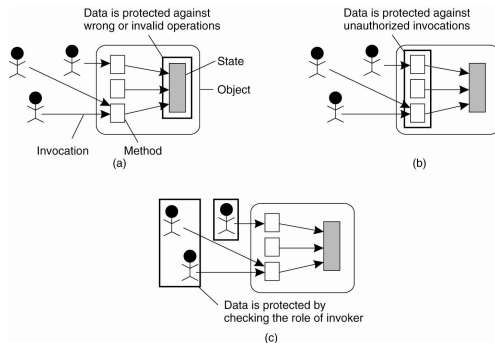 Data is protected against
wrong or invalid operations
State
Object
Invocation
Method
(a)
Data is protected against
unauthorized invocations
(b)
Data is protected by
checking the role of invoker
(c)